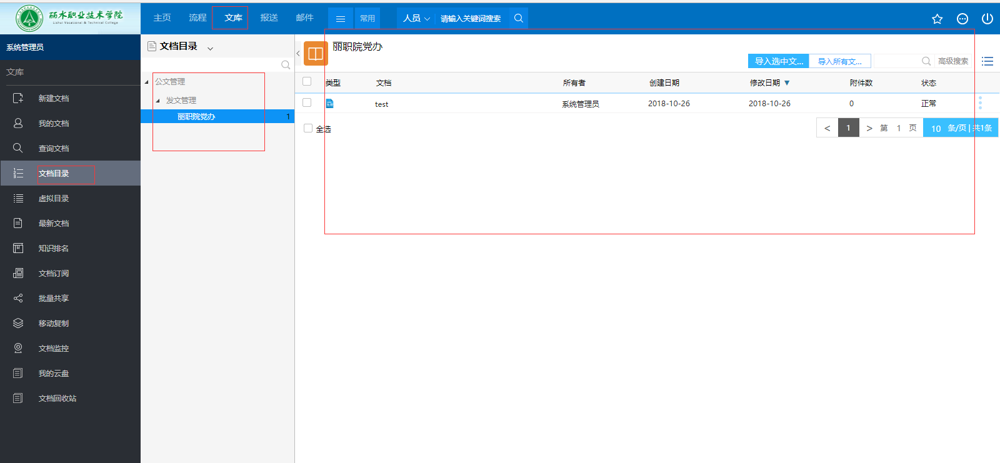 丽水职业技术学院
Lishui Vocational & Technical College
主页 流程 文库 报送 邮件 常用 人员 请输入关键词搜索
系统管理员
文库
新建文档
我的文档
查询文档
文档目录
虚拟目录
最新文档
知识排名
文档订阅
批量共享
移动复制
文档监控
我的云盘
文档回收站
文档目录
公文管理
发文管理
丽职院党办 1
丽职院党办
导入选中文... 导入所有文... 高级搜索
类型 文档 所有者 创建日期 修改日期 附件数 状态
test 系统管理员 2018-10-26 2018-10-26 0 正常
全选
< 1 > 第 1 页 10 条/页 | 共1条